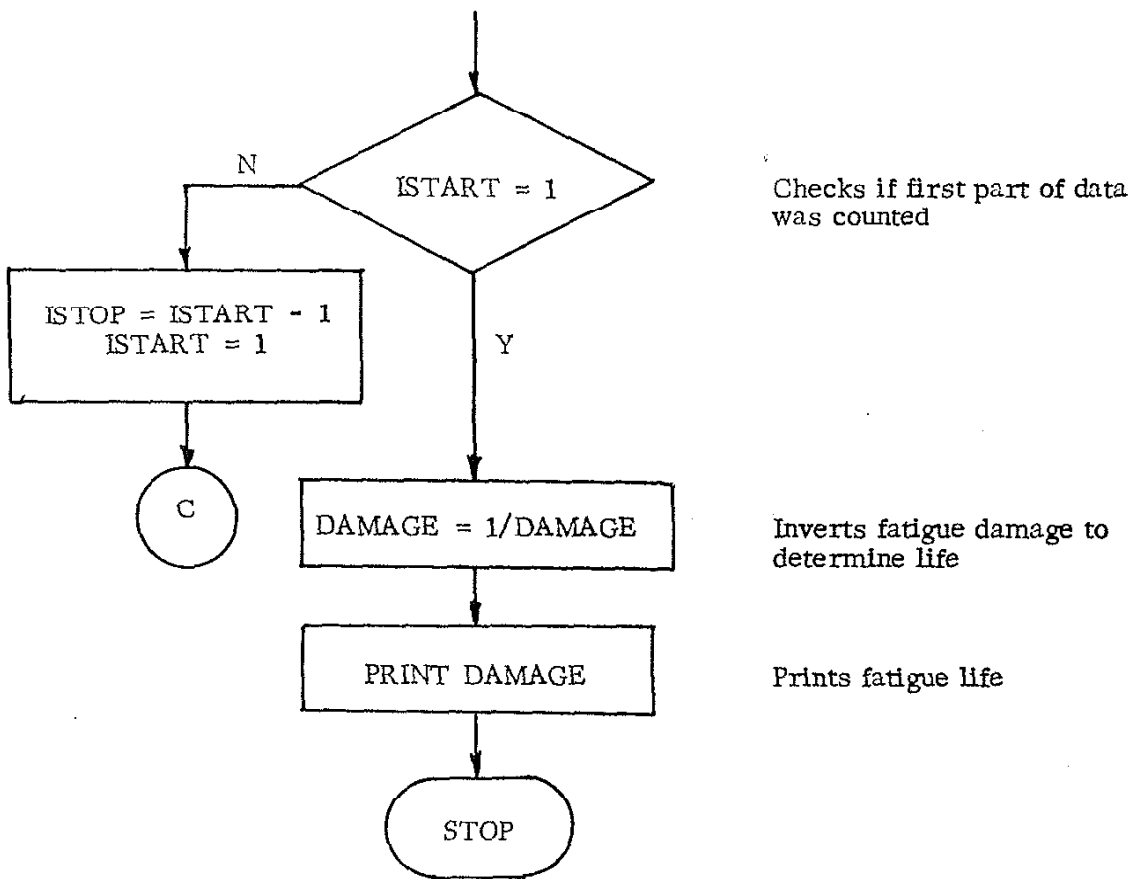 N
ISTART = 1
Checks if first part of data
was counted
ISTOP = ISTART - 1
ISTART = 1
Y
C
DAMAGE = 1/DAMAGE
Inverts fatigue damage to
determine life
PRINT DAMAGE
Prints fatigue life
STOP